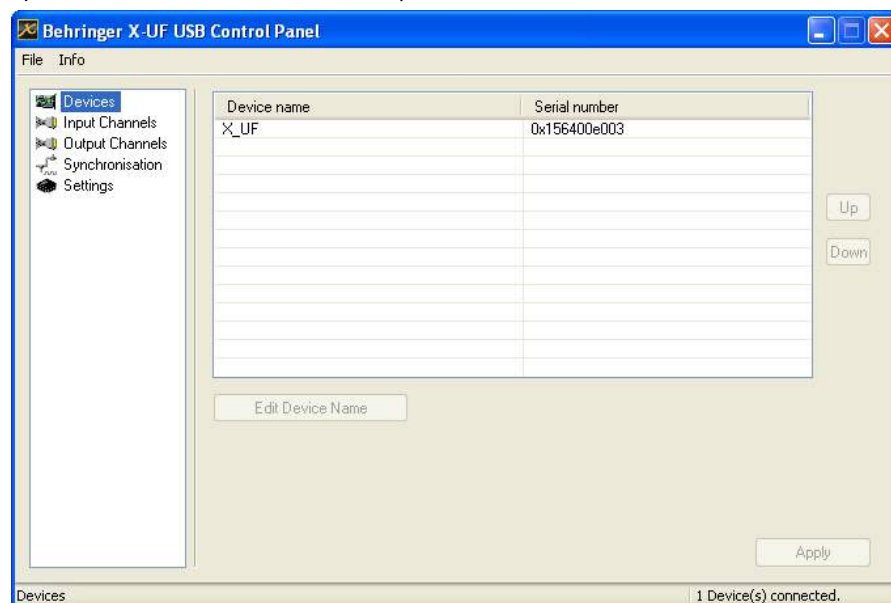 Behringer X-UF USB Control Panel
File Info
Devices
Input Channels
Output Channels
Synchronisation
Settings
Device name Serial number
X_UF 0x156400e003
Up
Down
Edit Device Name
Apply
Devices 1 Device(s) connected.